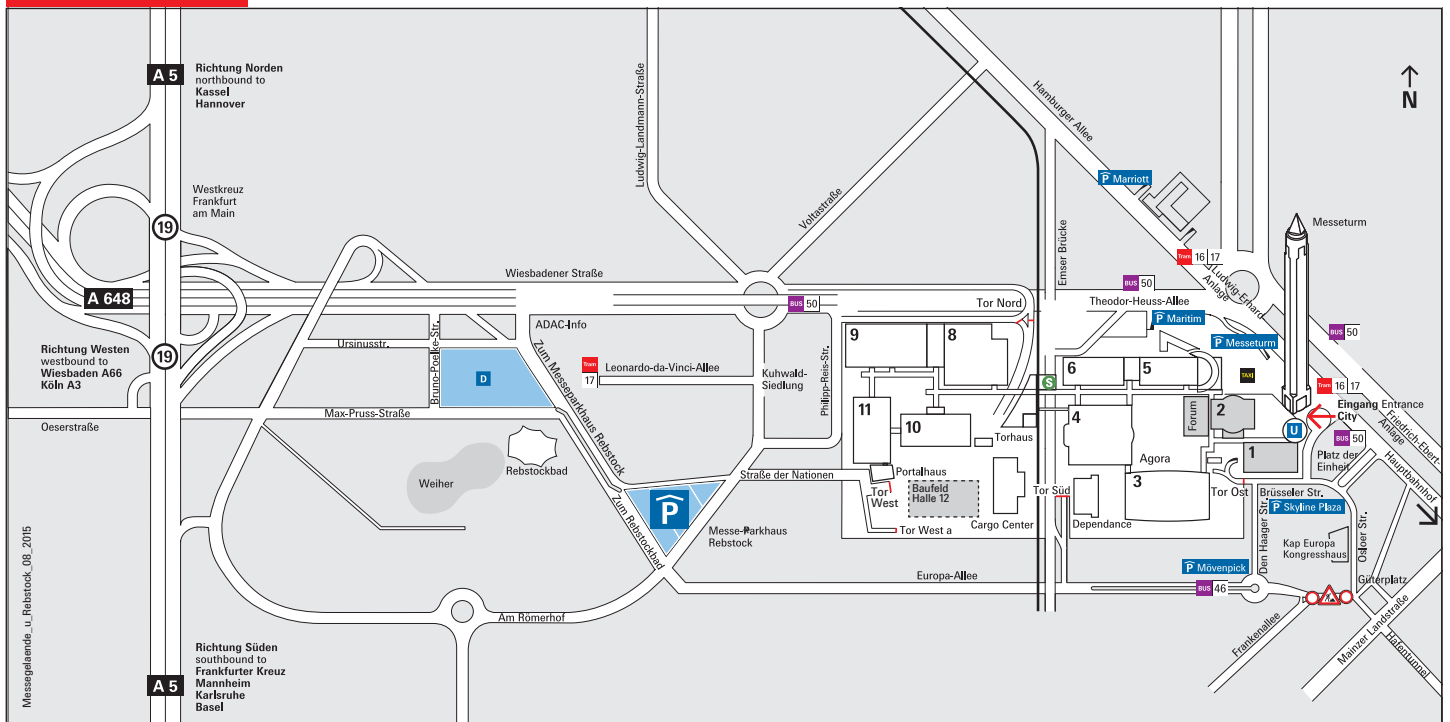 A 5
Richtung Norden
northbound to
Kassel
Hannover
Westkreuz
Frankfurt
am Main
19
A 648
19
Richtung Westen
westbound to
Wiesbaden A66
Köln A3
Oeserstraße
Messegelaende_u_Rebstock_08_2015
Richtung Süden
southbound to
Frankfurter Kreuz
Mannheim
Karlsruhe
Basel
A 5
Wiesbadener Straße
Ursinusstr.
Bruno-Poelke-Str.
ADAC-Info
D
Max-Pruss-Straße
Zum Messeparkhaus Rebstock
Rebstockbad
Weiher
Zum Rebstockbad
P
Messe-Parkhaus
Rebstock
Am Römerhof
Ludwig-Landmann-Straße
Voltastraße
BUS 50
Tram
17
Leonardo-da-Vinci-Allee
Kuhwald-
Siedlung
Philipp-Reis-Str.
Straße der Nationen
Europa-Allee
N
Hamburger Allee
P Marriott
Emser Brücke
Messeturm
Tram 16 17
Ludwig-Erhard
Anlage
BUS 50
Theodor-Heuss-Allee
P Maritim
P Messeturm
BUS 50
Tor Nord
9
8
6
5
TAXI
S
Tram 16 17
Eingang Entrance
City
Friedrich-Ebert-
Anlage
BUS 50
U
11
10
4
Forum
2
1
Platz der
Einheit
Hauptbahnhof
Torhaus
Agora
3
Portalhaus
Tor
West
Baufeld
Halle 12
Cargo Center
Tor West a
Tor Süd
Dependance
Tor Ost
Brüsseler Str.
P Skyline Plaza
Den Haager Str.
Kap Europa
Kongresshaus
Osloer Str.
P Mövenpick
BUS 46
Güterplatz
Frankenallee
Mainzer Landstraße
Hafentunnel